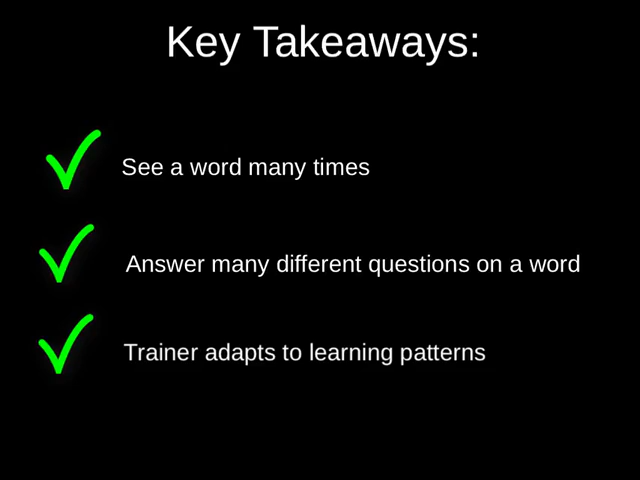 Key Takeaways:
See a word many times
Answer many different questions on a word
Trainer adapts to learning patterns